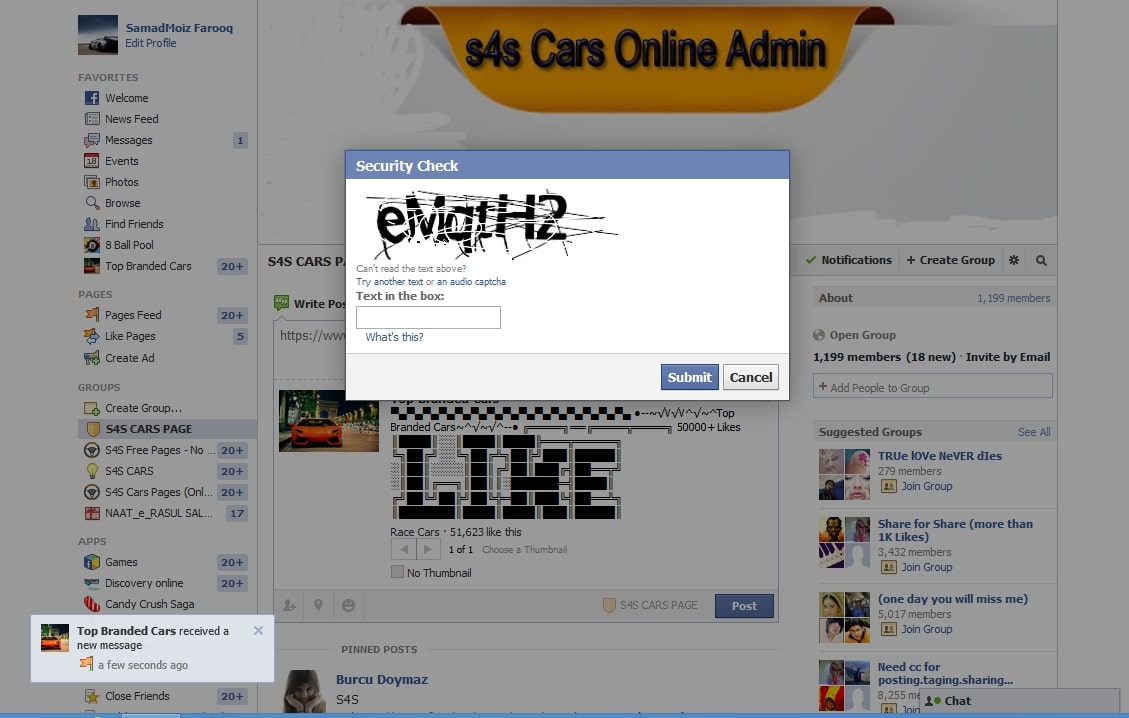 SamadMoiz Farooq
Edit Profile
FAVORITES
Welcome
News Feed
Messages 1
18 Events
Photos
Browse
Find Friends
8 Ball Pool
Top Branded Cars 20+
PAGES
Pages Feed 20+
Like Pages 5
Create Ad
GROUPS
Create Group...
S4S CARS PAGE
S4S Free Pages - No ... 20+
S4S CARS
S4S Cars Pages (Onl... 20+
NAAT_e_RASUL SAL... 17
APPS
Games 20+
Discovery online 20+
Candy Crush Saga
Top Branded Cars received a
new message
a few seconds ago
Close Friends 20+
s4s Cars Online Admin
Security Check
Can't read the text above?
Try another text or an audio captcha
Text in the box:
What's this?
Submit Cancel
S4S CARS P
Notifications
+ Create Group
Write Pos
https://ww
Top Branded Cars
Top
Branded Cars 50000+Likes
Race Cars · 51,623 like this
1 of 1 Choose a Thumbnail
No Thumbnail
S4S CARS PAGE
Post
PINNED POSTS
Burcu Doymaz
S4S
About 1,199 members
Open Group
1,199 members (18 new) · Invite by Email
+ Add People to Group
Suggested Groups See All
TRUe lOVe NeVER dIes
279 members
Join Group
Share for Share (more than
1K Likes)
3,432 members
Join Group
(one day you will miss me)
5,017 members
Join Group
Need cc for
posting.taging.sharing...
8,255 me
Join
Chat